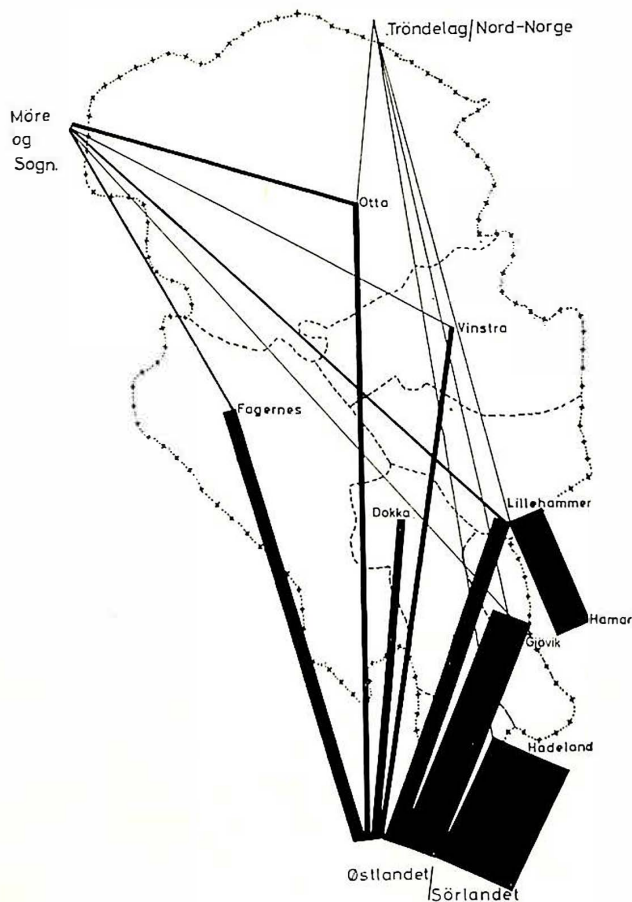 Tröndelag/Nord-Norge
Möre
og
Sogn.
Otta
Vinstra
Fagernes
Lillehammer
Dokka
Hamar
Gjövik
Hadeland
Østlandet/
Sörlandet